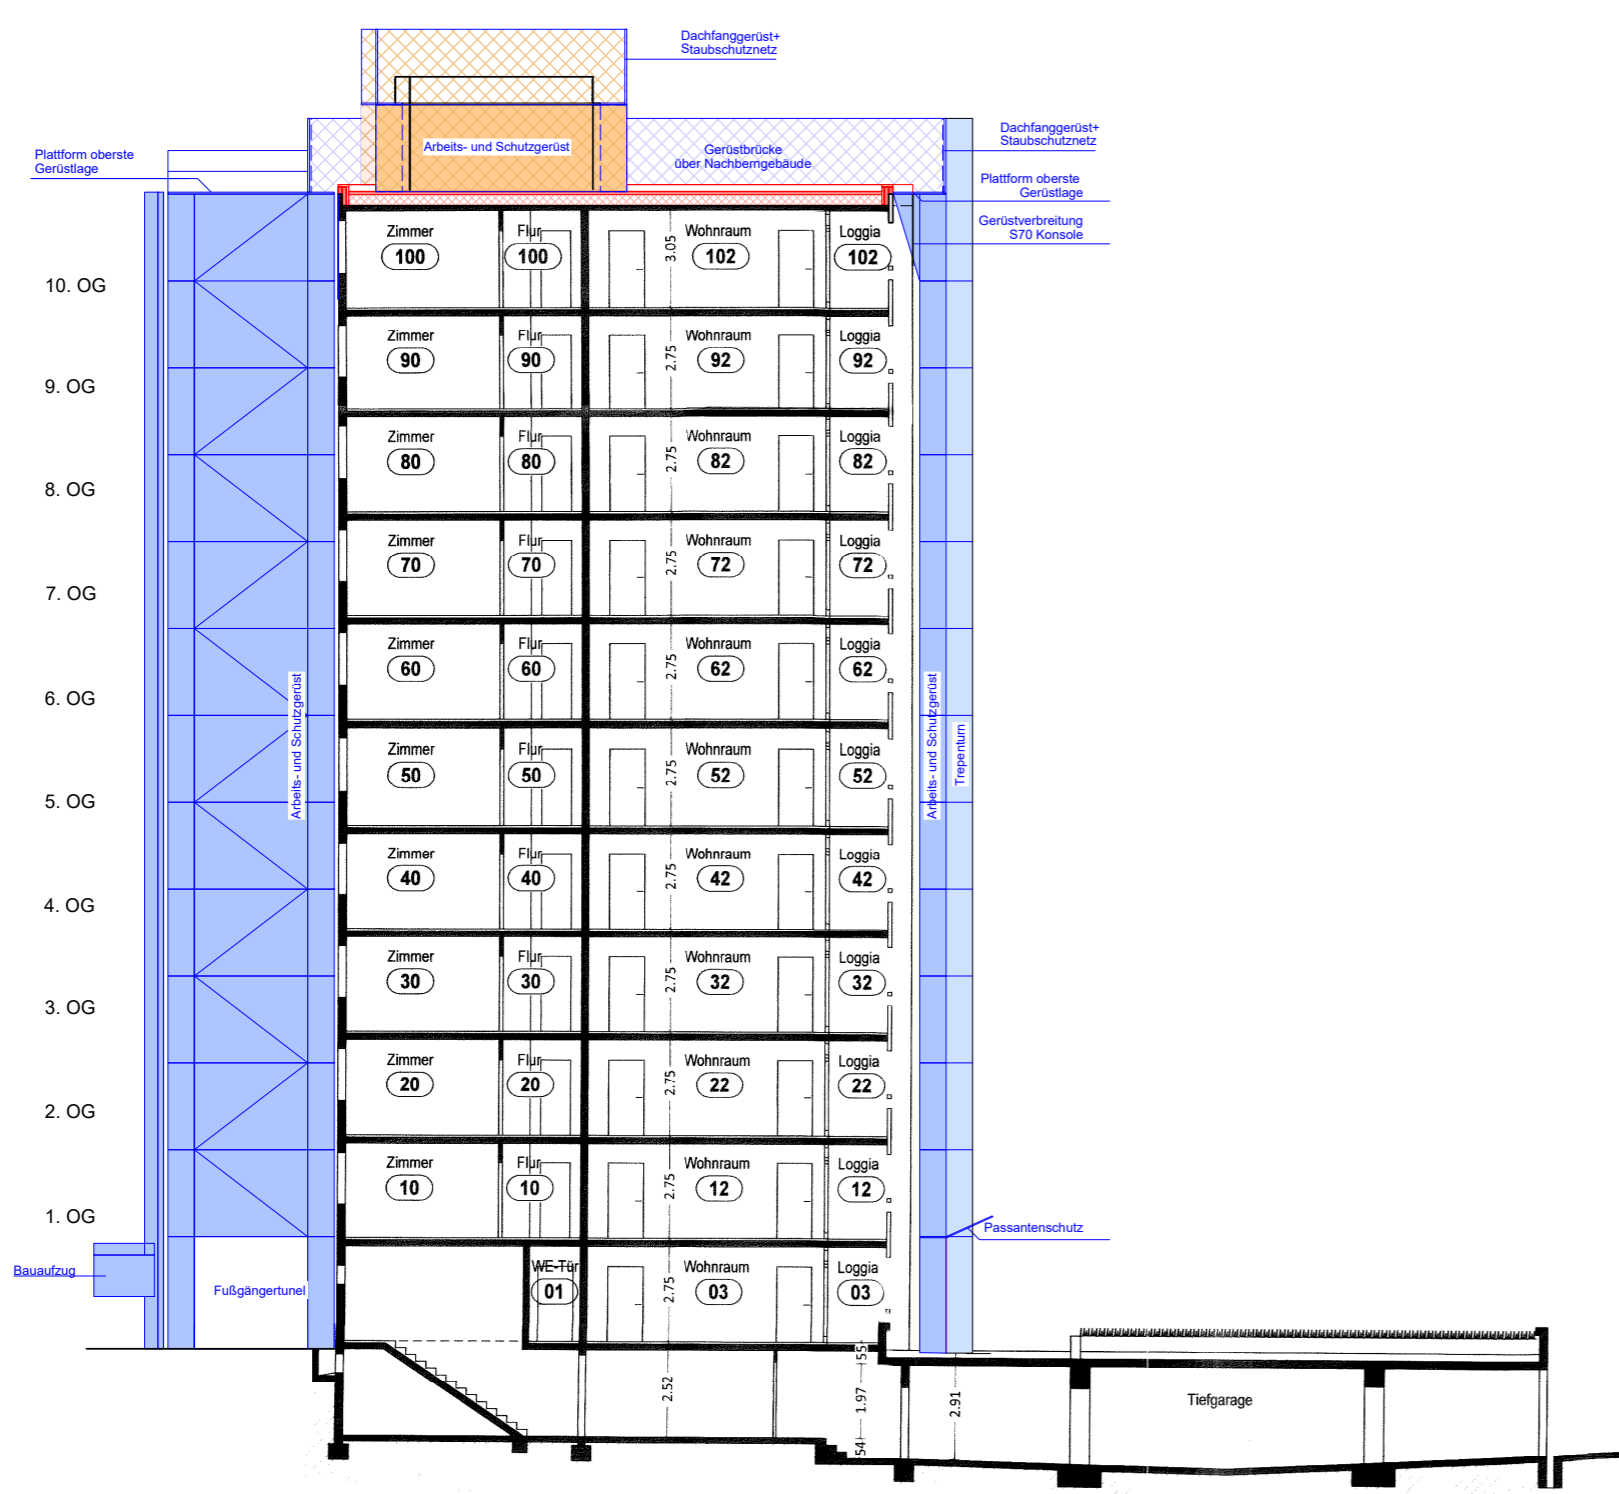 Dachfanggerüst+
Staubschutznetz
Arbeits- und Schutzgerüst
Gerüstbrücke
über Nachberngebäude
Dachfanggerüst+
Staubschutznetz
Plattform oberste
Gerüstlage
Plattform oberste
Gerüstlage
Gerüstverbreitung
S70 Konsole
10. OG
Zimmer
100
Flur
100
3.05
Wohnraum
102
Loggia
102
9. OG
Zimmer
90
Flur
90
2.75
Wohnraum
92
Loggia
92
8. OG
Zimmer
80
Flur
80
2.75
Wohnraum
82
Loggia
82
7. OG
Zimmer
70
Flur
70
2.75
Wohnraum
72
Loggia
72
6. OG
Zimmer
60
Flur
60
2.75
Wohnraum
62
Loggia
62
Arbeits- und Schutzgerüst
Arbeits- und Schutzgerüst
Trepenturn
5. OG
Zimmer
50
Flur
50
2.75
Wohnraum
52
Loggia
52
4. OG
Zimmer
40
Flur
40
2.75
Wohnraum
42
Loggia
42
3. OG
Zimmer
30
Flur
30
2.75
Wohnraum
32
Loggia
32
2. OG
Zimmer
20
Flur
20
2.75
Wohnraum
22
Loggia
22
1. OG
Zimmer
10
Flur
10
2.75
Wohnraum
12
Loggia
12
Passantenschutz
Bauaufzug
Fußgängertunel
WE-Tür
01
2.75
Wohnraum
03
Loggia
03
2.52
55
1.97
54
2.91
Tiefgarage